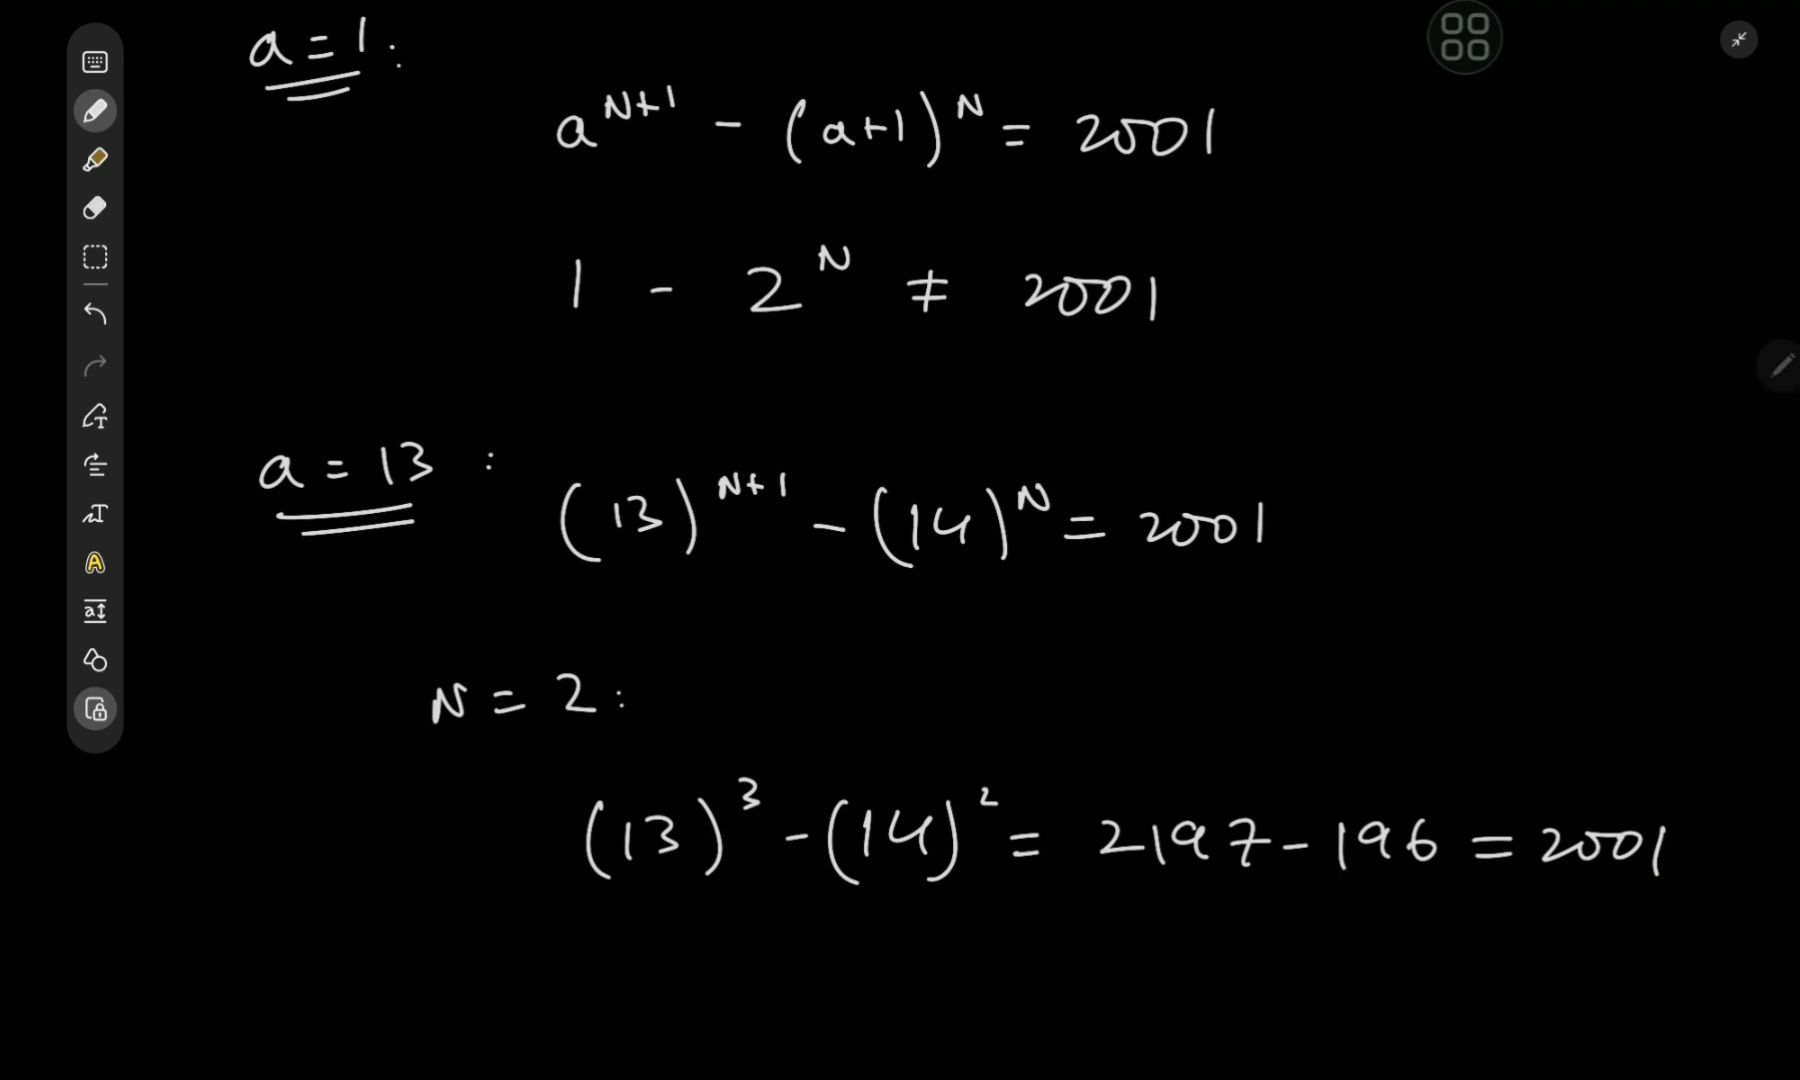 a = 1 :
a^{N+1} - (a+1)^N = 2001
1 - 2^N ≠ 2001
a = 13 : (13)^{N+1} - (14)^N = 2001
N = 2 :
(13)^3 - (14)^2 = 2197 - 196 = 2001